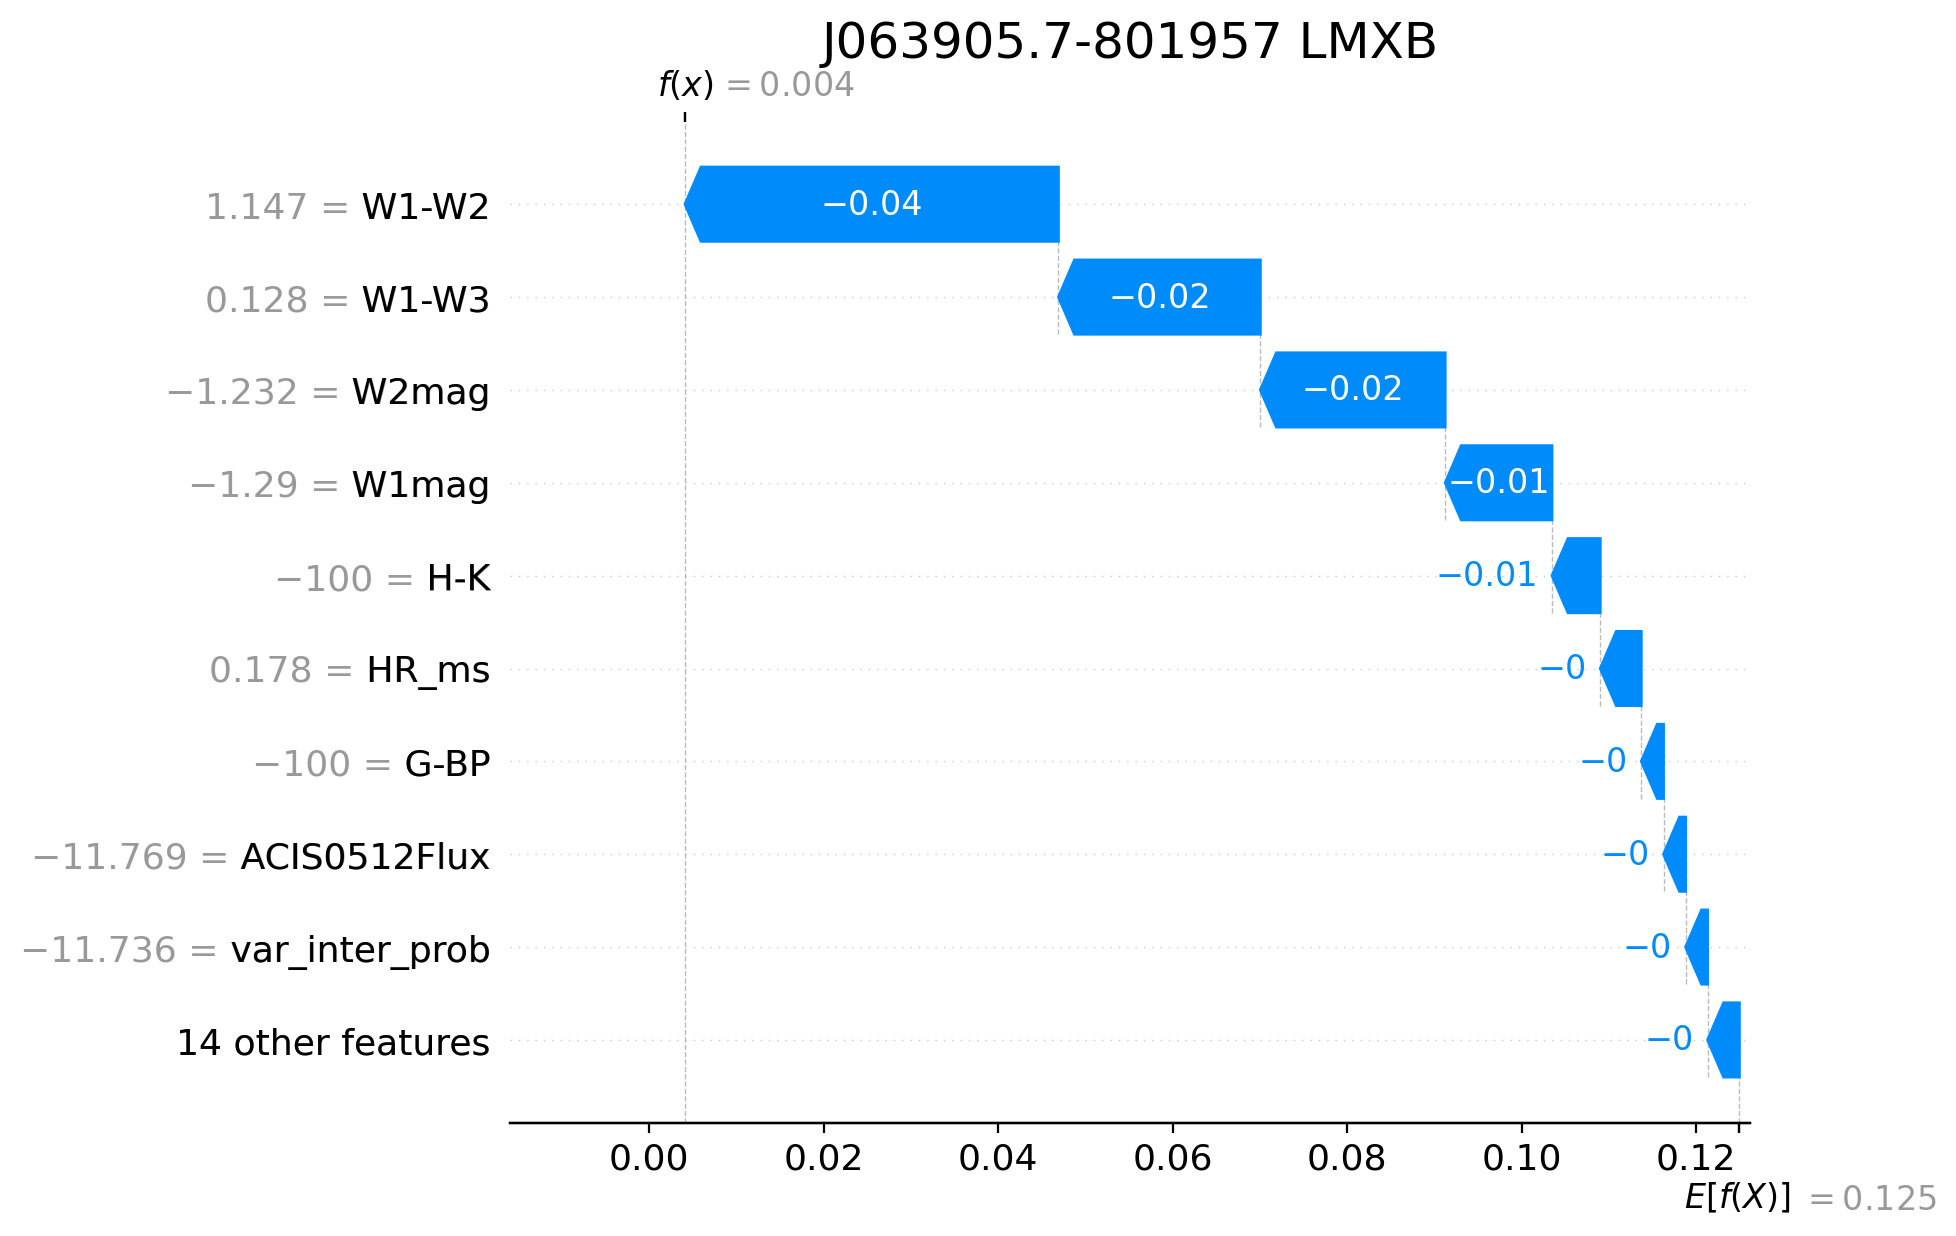 J063905.7-801957 LMXB
f(x) = 0.004
1.147 = W1-W2
−0.04
0.128 = W1-W3
−0.02
−1.232 = W2mag
−0.02
−1.29 = W1mag
−0.01
−100 = H-K
−0.01
0.178 = HR_ms
−0
−100 = G-BP
−0
−11.769 = ACIS0512Flux
−0
−11.736 = var_inter_prob
−0
14 other features
−0
0.00 0.02 0.04 0.06 0.08 0.10 0.12
E[f(X)] = 0.125